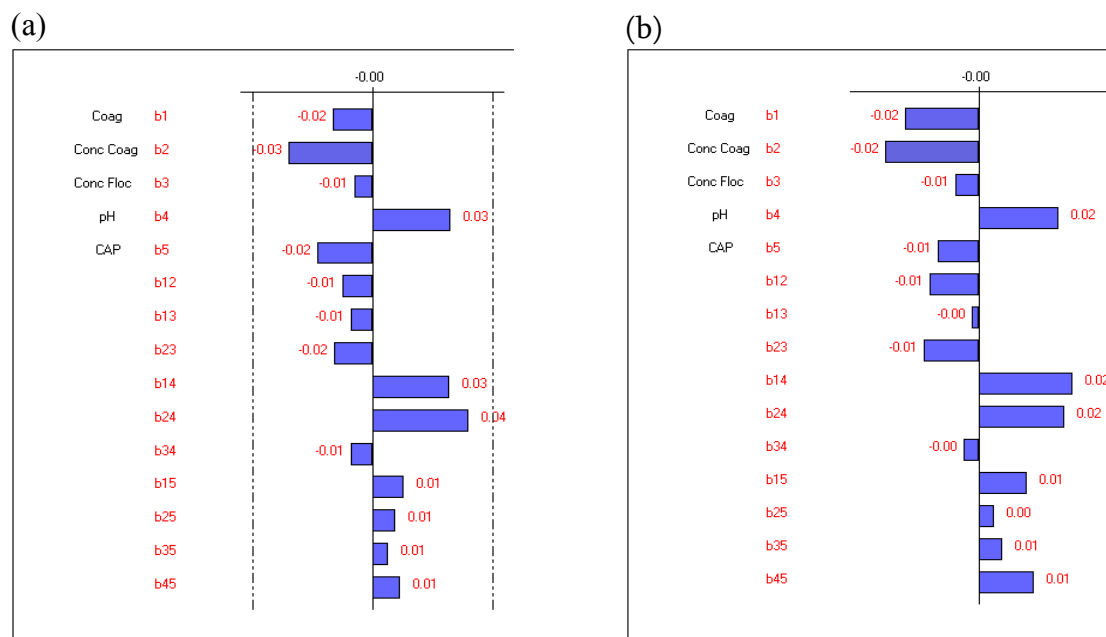 (a)
-0.00
Coag b1 -0.02
Conc Coag b2 -0.03
Conc Floc b3 -0.01
pH b4 0.03
CAP b5 -0.02
b12 -0.01
b13 -0.01
b23 -0.02
b14 0.03
b24 0.04
b34 -0.01
b15 0.01
b25 0.01
b35 0.01
b45 0.01
(b)
-0.00
Coag b1 -0.02
Conc Coag b2 -0.02
Conc Floc b3 -0.01
pH b4 0.02
CAP b5 -0.01
b12 -0.01
b13 -0.00
b23 -0.01
b14 0.02
b24 0.02
b34 -0.00
b15 0.01
b25 0.00
b35 0.01
b45 0.01